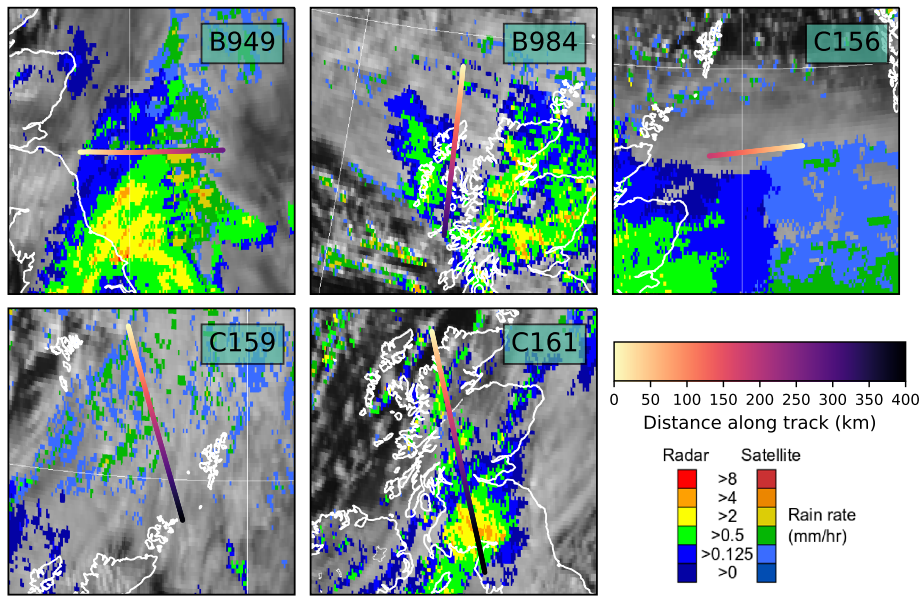 B949
B984
C156
C159
C161
0 50 100 150 200 250 300 350 400
Distance along track (km)
Radar Satellite
>8
>4
>2
>0.5
>0.125
>0
Rain rate
(mm/hr)